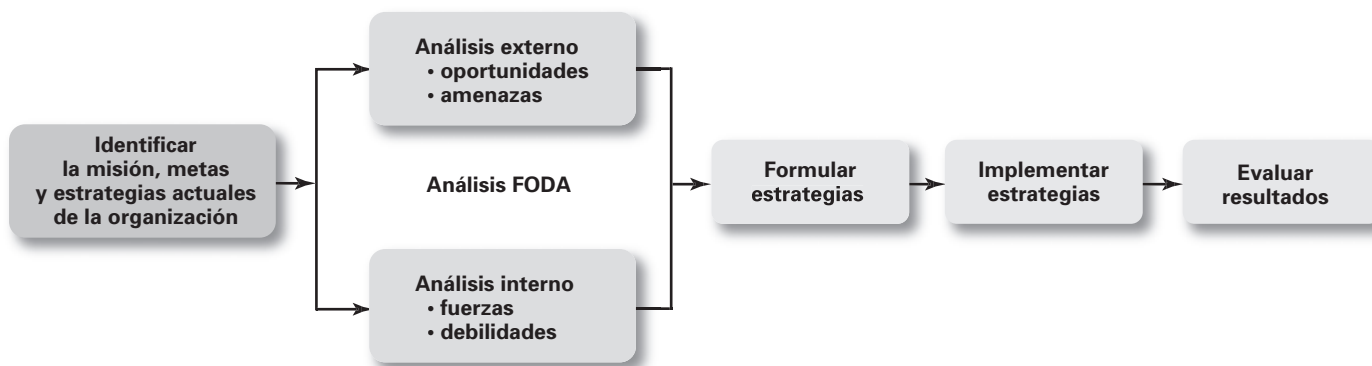 Identificar
la misión, metas
y estrategias actuales
de la organización
Análisis externo
• oportunidades
• amenazas
Análisis FODA
Análisis interno
• fuerzas
• debilidades
Formular
estrategias
Implementar
estrategias
Evaluar
resultados